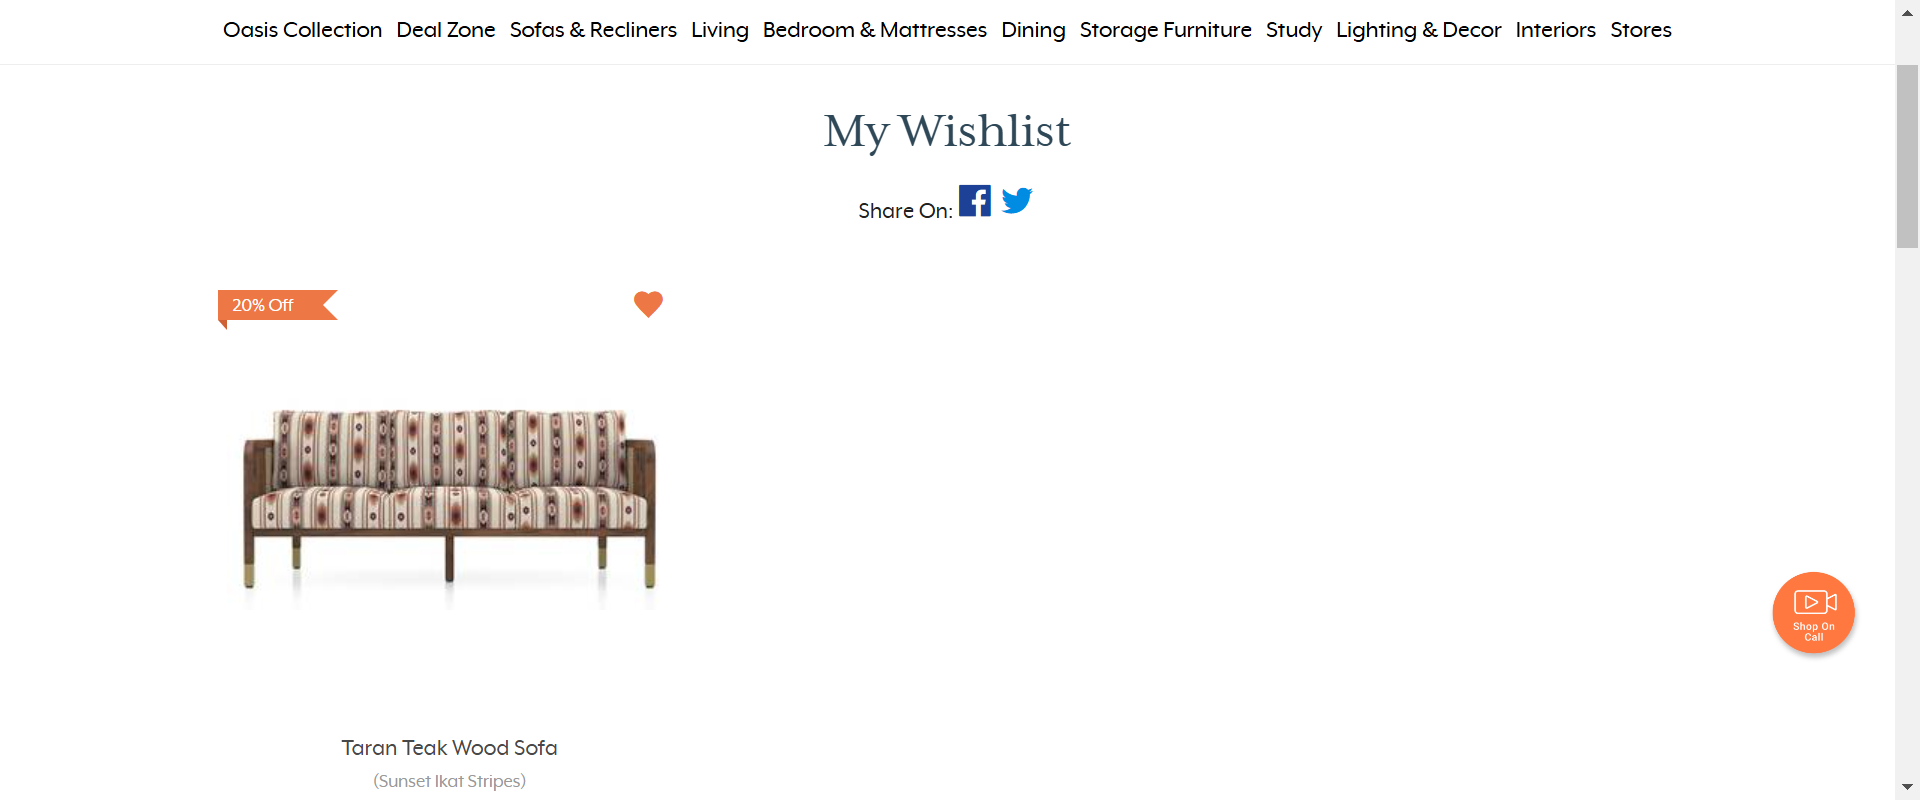 Oasis Collection Deal Zone Sofas & Recliners Living Bedroom & Mattresses Dining Storage Furniture Study Lighting & Decor Interiors Stores
My Wishlist
Share On:
20% Off
Shop On
Call
Taran Teak Wood Sofa
(Sunset Ikat Stripes)